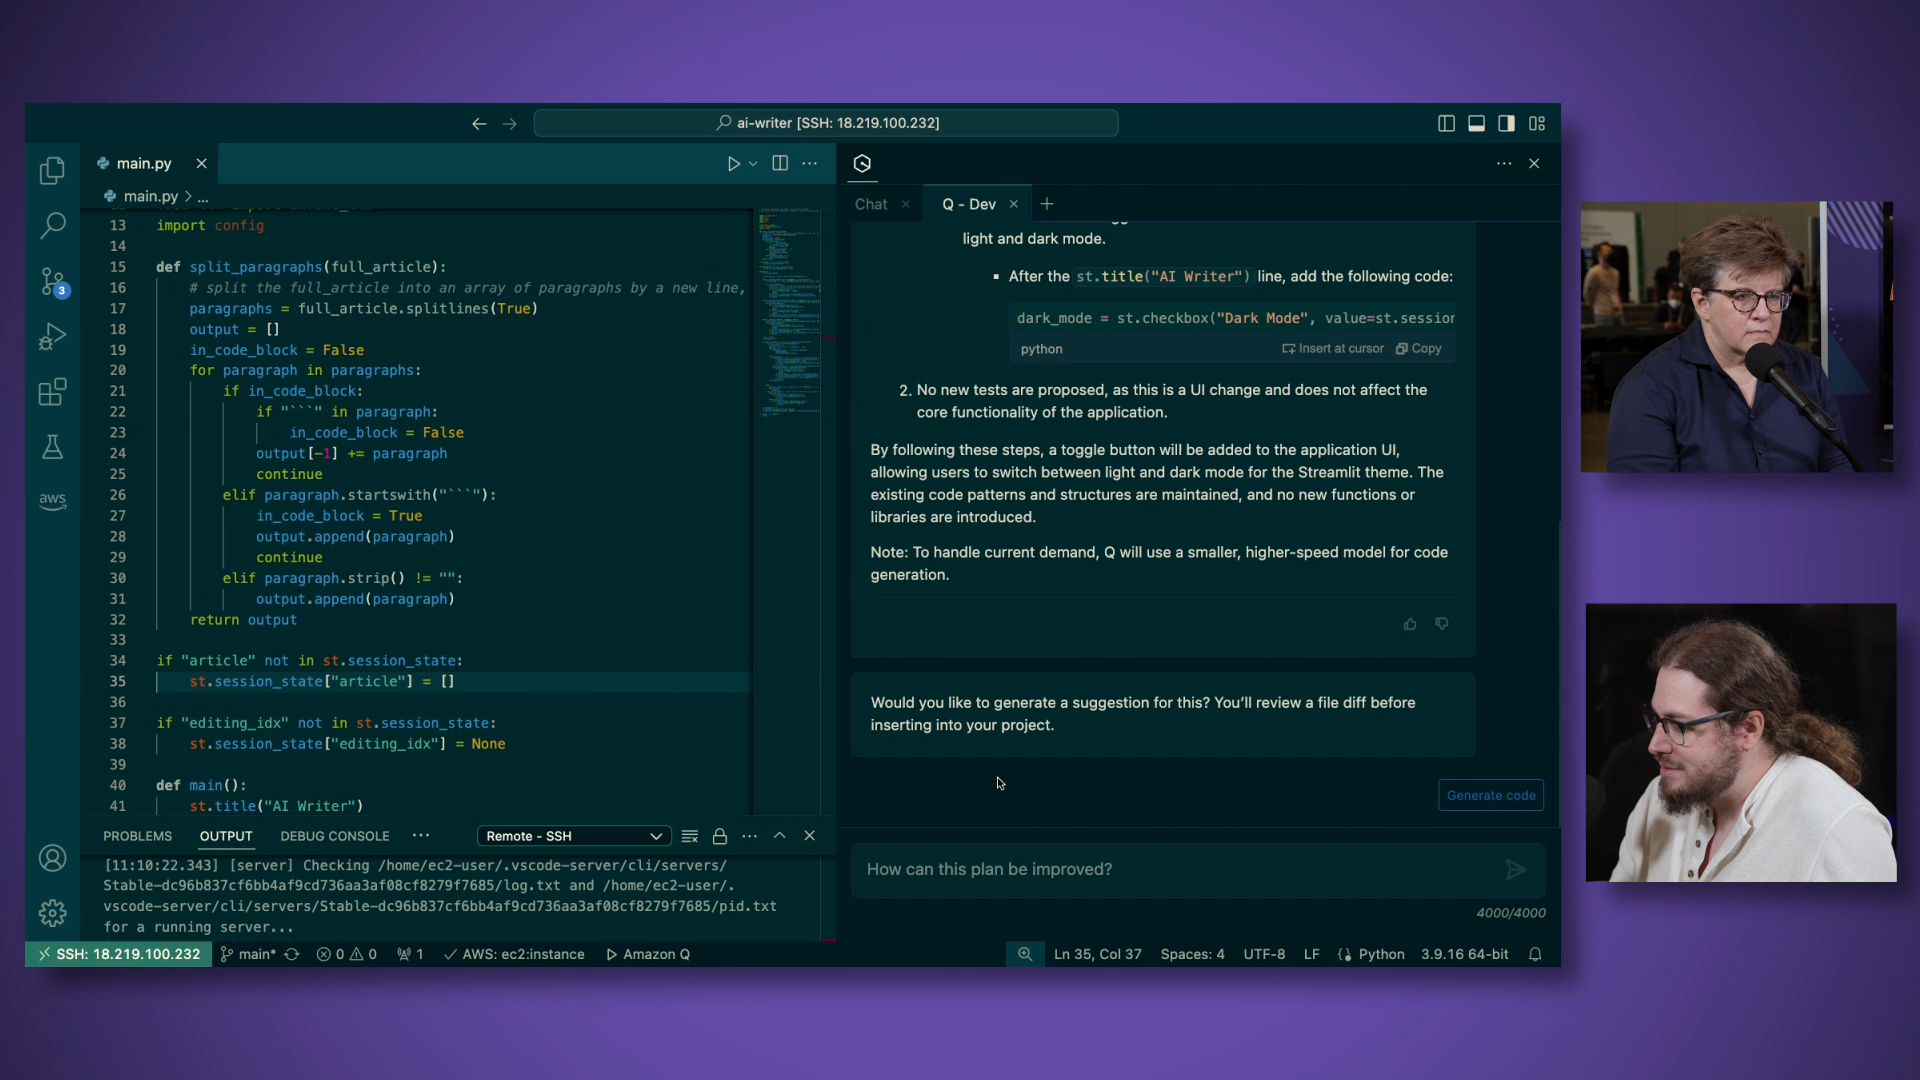 ai-writer [SSH: 18.219.100.232]
main.py
main.py > ...
13 import config
14
15 def split_paragraphs(full_article):
16 # split the full_article into an array of paragraphs by a new line,
17 paragraphs = full_article.splitlines(True)
18 output = []
19 in_code_block = False
20 for paragraph in paragraphs:
21 if in_code_block:
22 if "```" in paragraph:
23 in_code_block = False
24 output[-1] += paragraph
25 continue
26 elif paragraph.startswith("```"):
27 in_code_block = True
28 output.append(paragraph)
29 continue
30 elif paragraph.strip() != "":
31 output.append(paragraph)
32 return output
33
34 if "article" not in st.session_state:
35 st.session_state["article"] = []
36
37 if "editing_idx" not in st.session_state:
38 st.session_state["editing_idx"] = None
39
40 def main():
41 st.title("AI Writer")
3
aws
PROBLEMS OUTPUT DEBUG CONSOLE ... Remote - SSH
[11:10:22.343] [server] Checking /home/ec2-user/.vscode-server/cli/servers/
Stable-dc96b837cf6bb4af9cd736aa3af08cf8279f7685/log.txt and /home/ec2-user/.
vscode-server/cli/servers/Stable-dc96b837cf6bb4af9cd736aa3af08cf8279f7685/pid.txt
for a running server...
Chat Q - Dev
light and dark mode.
▪ After the st.title("AI Writer") line, add the following code:
dark_mode = st.checkbox("Dark Mode", value=st.session
python Insert at cursor Copy
2. No new tests are proposed, as this is a UI change and does not affect the
core functionality of the application.
By following these steps, a toggle button will be added to the application UI,
allowing users to switch between light and dark mode for the Streamlit theme. The
existing code patterns and structures are maintained, and no new functions or
libraries are introduced.
Note: To handle current demand, Q will use a smaller, higher-speed model for code
generation.
Would you like to generate a suggestion for this? You'll review a file diff before
inserting into your project.
Generate code
How can this plan be improved?
4000/4000
SSH: 18.219.100.232 main* 0 0 1 AWS: ec2:instance Amazon Q Ln 35, Col 37 Spaces: 4 UTF-8 LF Python 3.9.16 64-bit